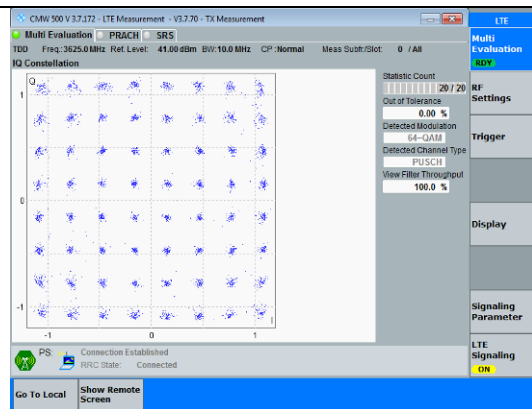 CMW 500 V 3.7.172 - LTE Measurement - V3.7.70 - TX Measurement
LTE
Multi Evaluation PRACH SRS
TDD Freq.:3625.0 MHz Ref. Level: 41.00 dBm BW:10.0 MHz CP :Normal Meas Subfr/Slot: 0 / All
IQ Constellation
Q
I
1
0
-1
-1
0
1
Statistic Count
20 / 20
Out of Tolerance
0.00 %
Detected Modulation
64-QAM
Detected Channel Type
PUSCH
View Filter Throughput
100.0 %
Multi
Evaluation
RDY
RF
Settings
Trigger
Display
Signaling
Parameter
LTE
Signaling
ON
PS:
Connection Established
RRC State: Connected
Go To Local
Show Remote
Screen